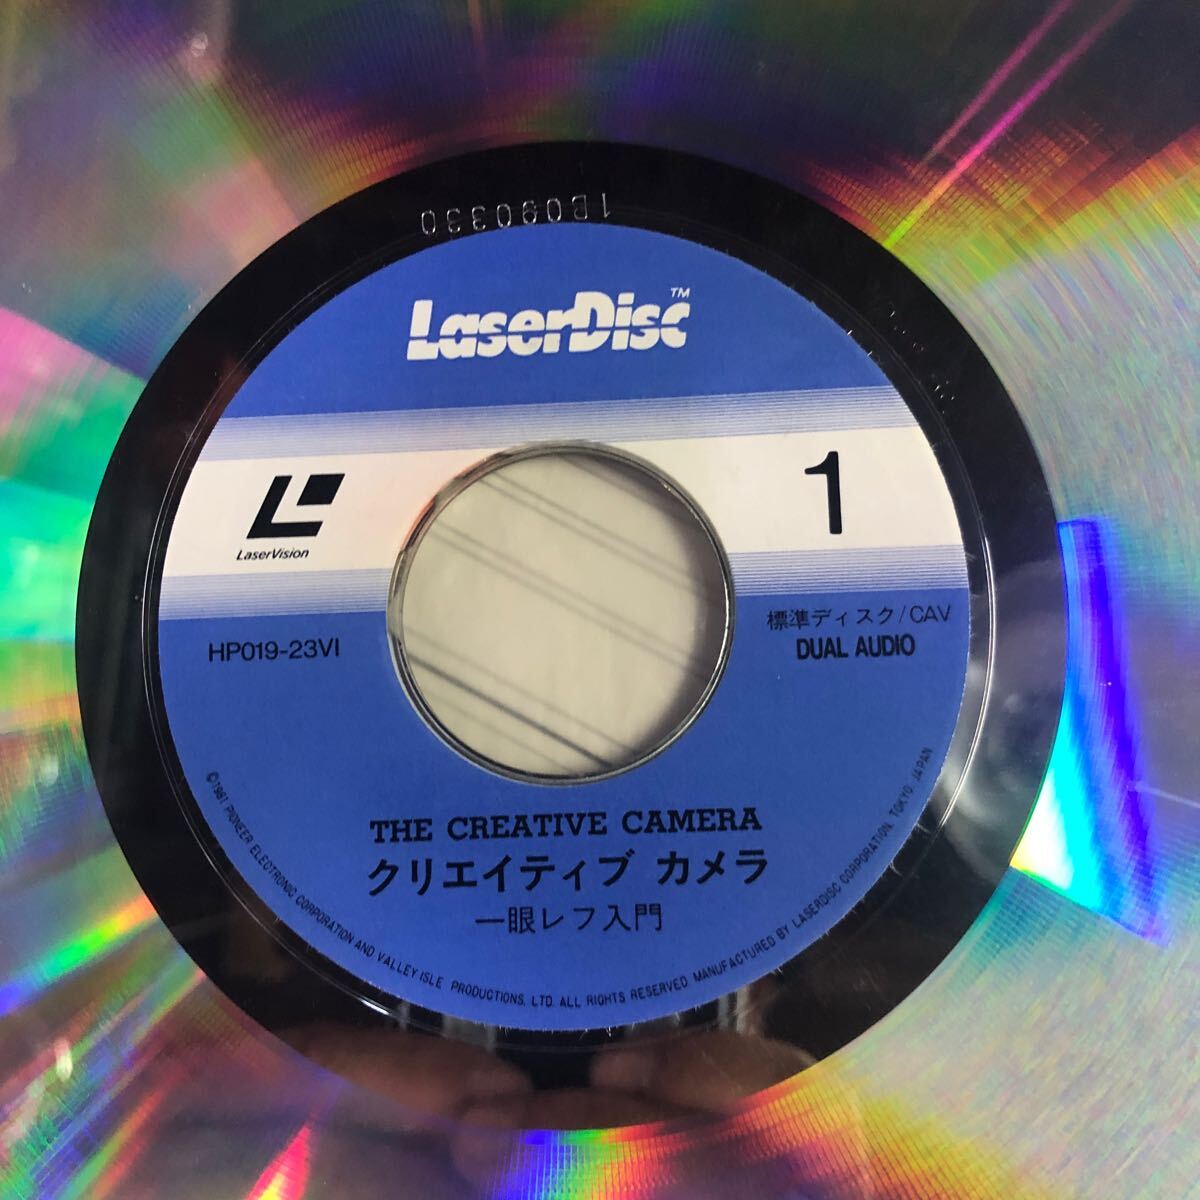 1B090330
LaserDisc™
LaserVision
1
HP019-23VI
標準ディスク/CAV
DUAL AUDIO
THE CREATIVE CAMERA
クリエイティブ カメラ
一眼レフ入門
©1981 PIONEER ELECTRONIC CORPORATION AND VALLEY ISLE PRODUCTIONS, LTD. ALL RIGHTS RESERVED. MANUFACTURED BY LASERDISC CORPORATION, TOKYO, JAPAN